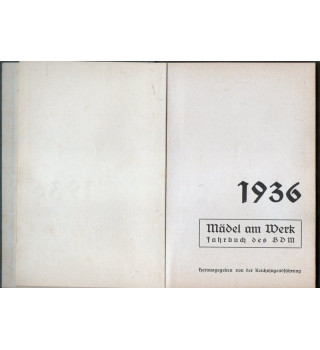 1936
Mädel am Werk
Jahrbuch des BDM
Herausgegeben von der Reichsjugendführung